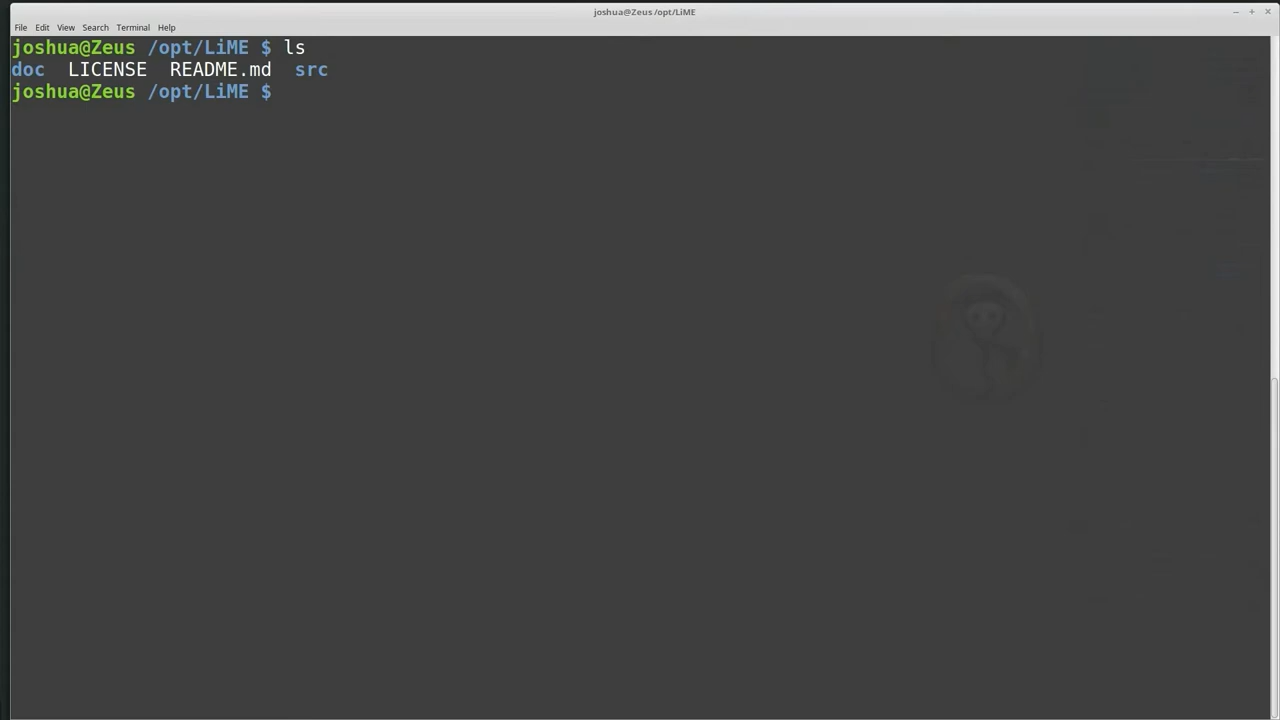 joshua@Zeus /opt/LiME
File Edit View Search Terminal Help
joshua@Zeus /opt/LiME $ ls
doc LICENSE README.md src
joshua@Zeus /opt/LiME $